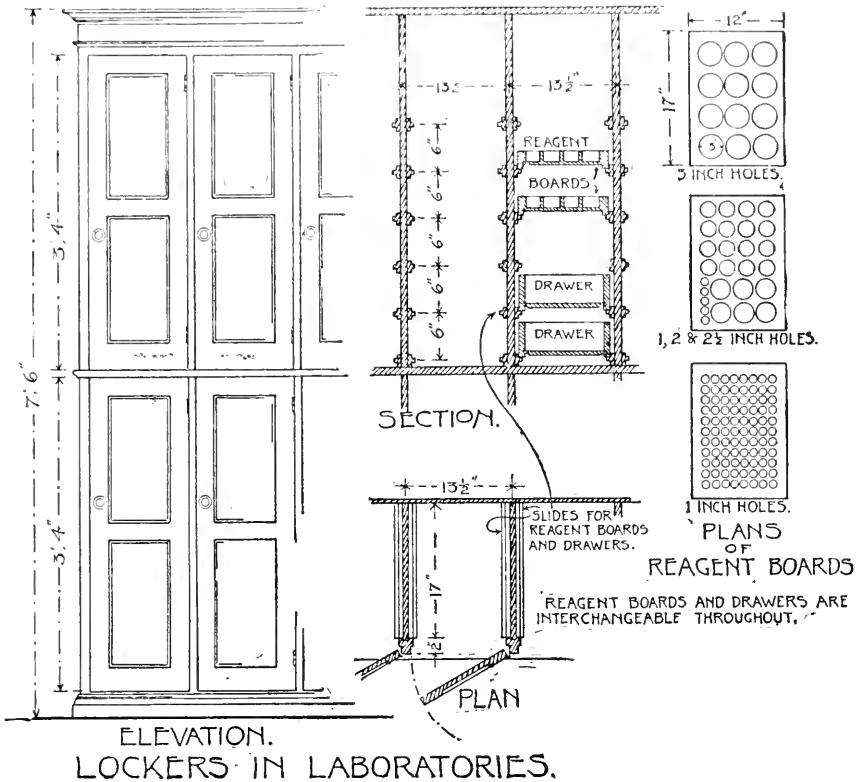 7'.6"
3'.4"
3'.4"
ELEVATION.
LOCKERS IN LABORATORIES.
13½"
6"
6"
6"
6"
6"
REAGENT
BOARDS
DRAWER
DRAWER
SECTION.
13½"
17"
2"
SLIDES FOR
REAGENT BOARDS
AND DRAWERS.
PLAN
12"
17"
3"
3 INCH HOLES.
1, 2 & 2½ INCH HOLES.
1 INCH HOLES.
PLANS
OF
REAGENT BOARDS
REAGENT BOARDS AND DRAWERS ARE
INTERCHANGEABLE THROUGHOUT.